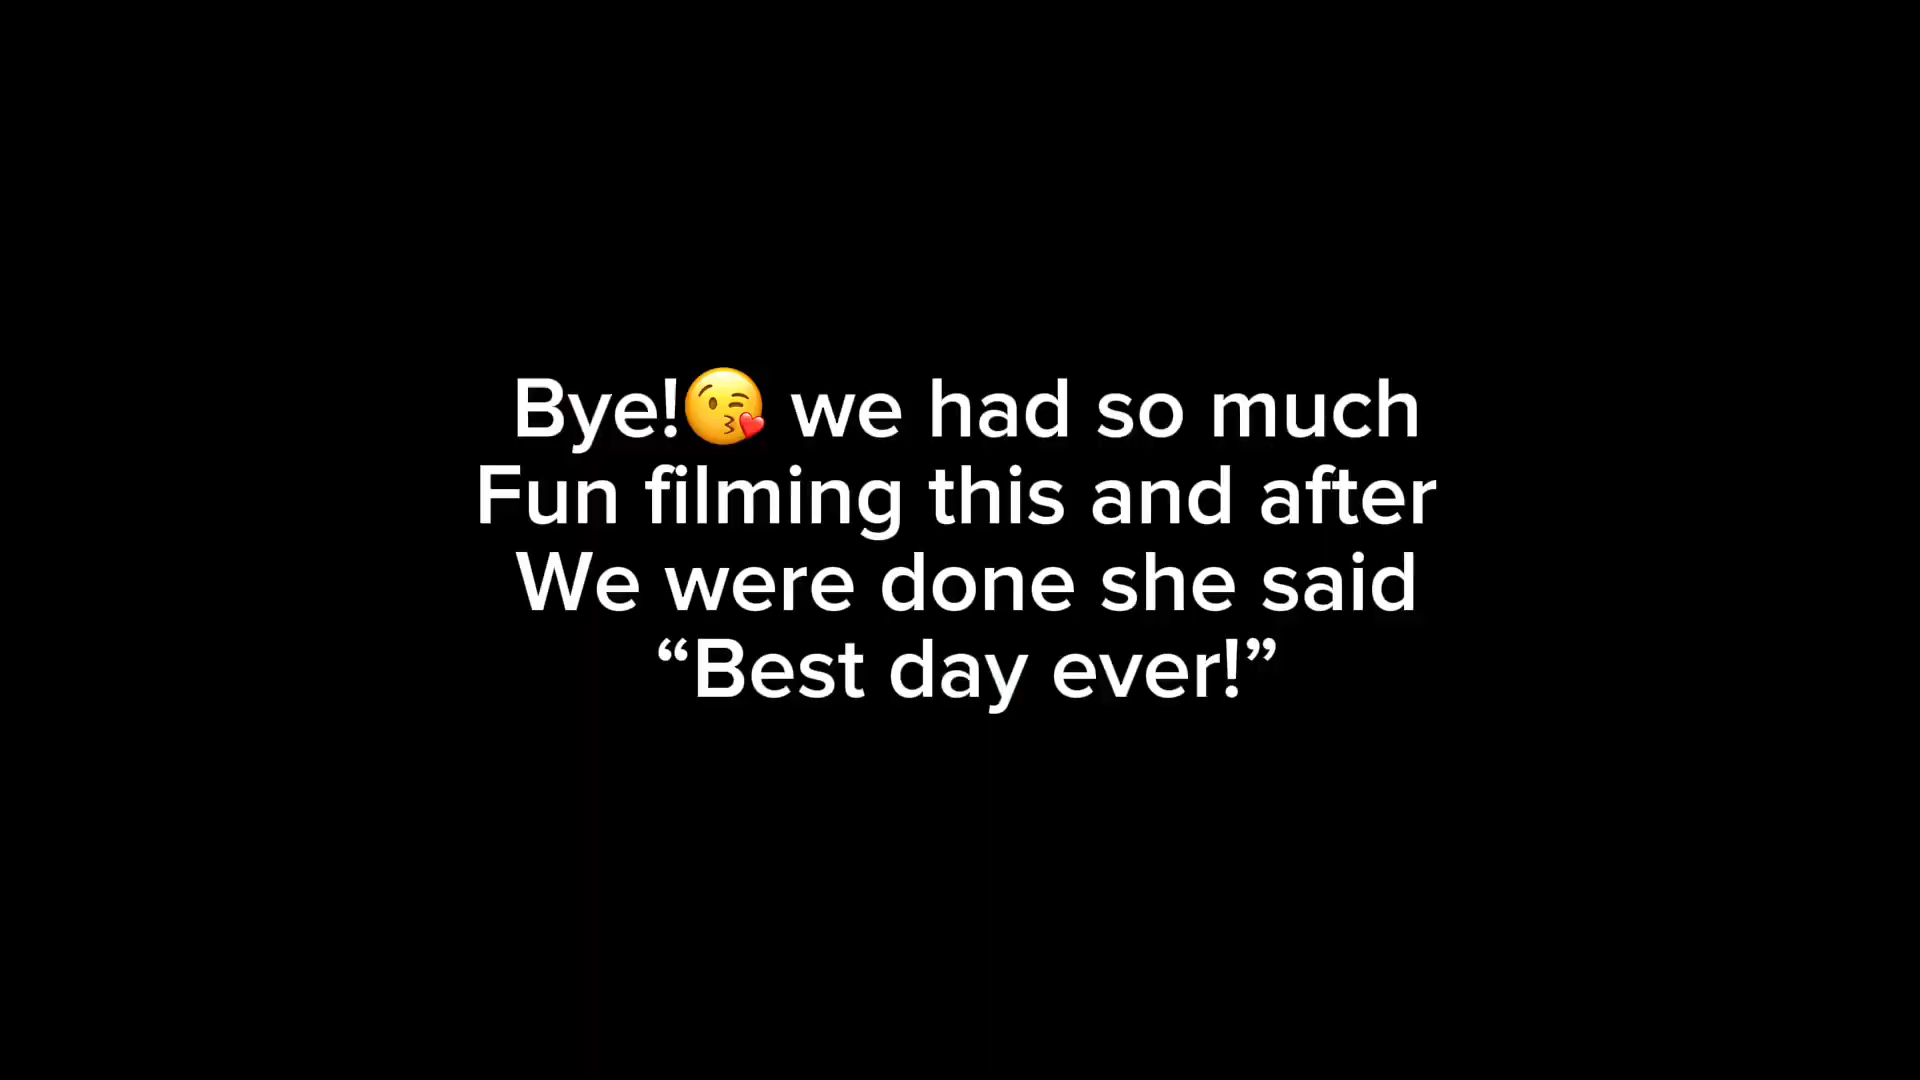 Bye!😘 we had so much
Fun filming this and after
We were done she said
“Best day ever!”